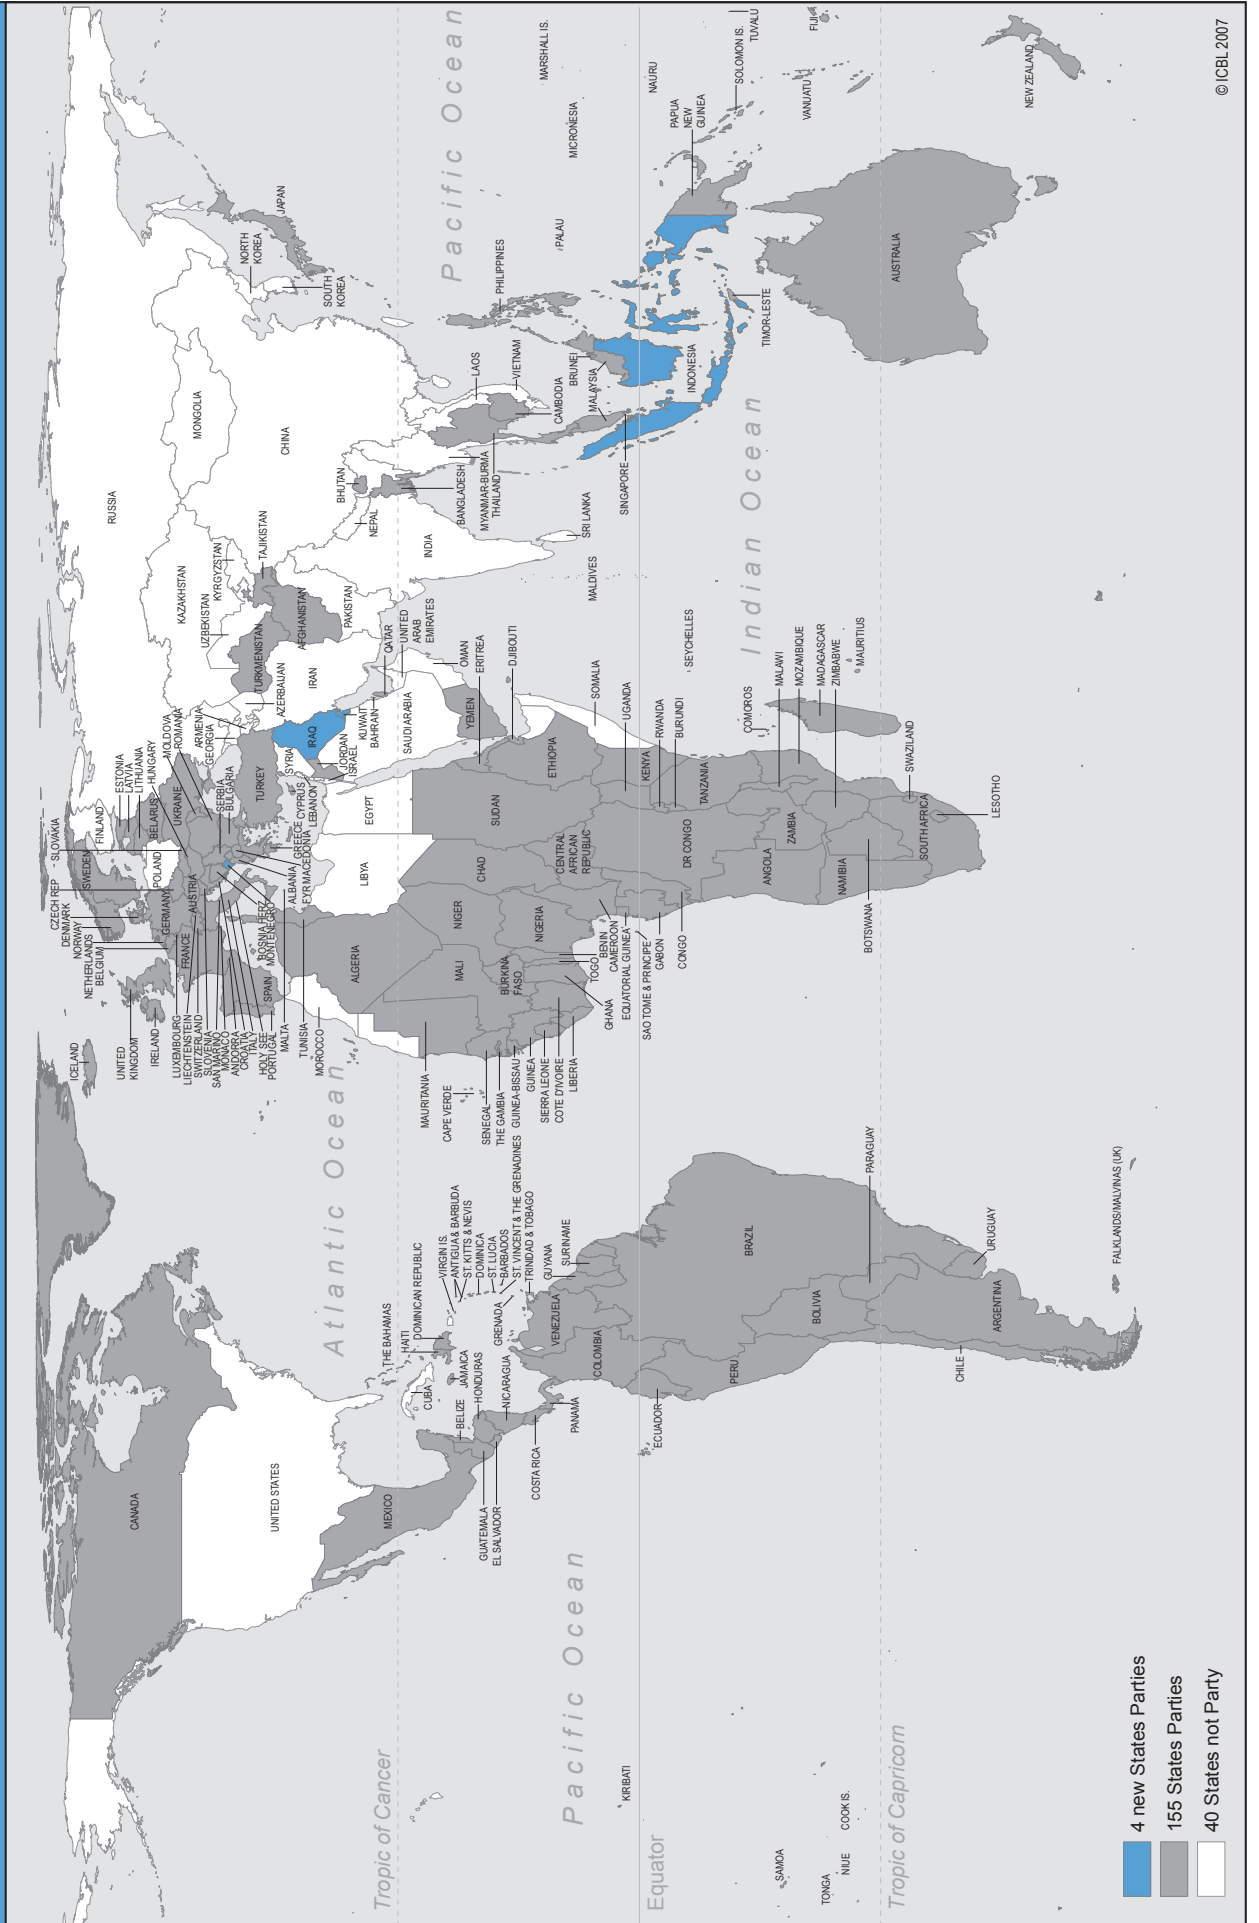 Pacific Ocean
Atlantic Ocean
Pacific Ocean
Indian Ocean
Tropic of Cancer
Equator
Tropic of Capricorn
CANADA
UNITED STATES
MEXICO
GUATEMALA
EL SALVADOR
COSTA RICA
PANAMA
BELIZE
HONDURAS
NICARAGUA
JAMAICA
CUBA
THE BAHAMAS
HAITI
DOMINICAN REPUBLIC
VIRGIN IS.
ANTIGUA & BARBUDA
ST. KITTS & NEVIS
DOMINICA
ST. LUCIA
BARBADOS
ST. VINCENT & THE GRENADINES
TRINIDAD & TOBAGO
GRENADA
VENEZUELA
GUYANA
SURINAME
COLOMBIA
ECUADOR
PERU
BRAZIL
BOLIVIA
PARAGUAY
CHILE
ARGENTINA
URUGUAY
FALKLANDS/MALVINAS (UK)
KIRIBATI
SAMOA
TONGA
NIUE
COOK IS.
ICELAND
UNITED
KINGDOM
IRELAND
NETHERLANDS
BELGIUM
NORWAY
DENMARK
CZECH REP.
SLOVAKIA
SWEDEN
FINLAND
ESTONIA
LATVIA
LITHUANIA
BELARUS
HUNGARY
MOLDOVA
ROMANIA
UKRAINE
POLAND
GERMANY
AUSTRIA
FRANCE
SPAIN
LUXEMBOURG
LIECHTENSTEIN
SWITZERLAND
SLOVENIA
SAN MARINO
MONACO
ANDORRA
CROATIA
ITALY
HOLY SEE
PORTUGAL
MALTA
TUNISIA
MOROCCO
BOSNIA HERZ
MONTENEGRO
ALBANIA
FYR MACEDONIA
GREECE
SERBIA
BULGARIA
CYPRUS
LEBANON
TURKEY
ARMENIA
GEORGIA
AZERBAIJAN
SYRIA
IRAQ
JORDAN
ISRAEL
KUWAIT
BAHRAIN
QATAR
UNITED
ARAB
EMIRATES
SAUDI ARABIA
OMAN
YEMEN
IRAN
RUSSIA
KAZAKHSTAN
UZBEKISTAN
KYRGYZSTAN
TAJIKISTAN
TURKMENISTAN
AFGHANISTAN
PAKISTAN
INDIA
NEPAL
BHUTAN
BANGLADESH
MYANMAR-BURMA
THAILAND
SRI LANKA
MALDIVES
MONGOLIA
CHINA
NORTH
KOREA
SOUTH
KOREA
JAPAN
LAOS
VIETNAM
CAMBODIA
PHILIPPINES
BRUNEI
MALAYSIA
SINGAPORE
INDONESIA
TIMOR-LESTE
PALAU
MICRONESIA
MARSHALL IS.
NAURU
PAPUA
NEW
GUINEA
SOLOMON IS.
TUVALU
VANUATU
FIJI
AUSTRALIA
NEW ZEALAND
ALGERIA
LIBYA
EGYPT
MAURITANIA
MALI
NIGER
CHAD
SUDAN
ERITREA
DJIBOUTI
ETHIOPIA
SOMALIA
CAPE VERDE
SENEGAL
THE GAMBIA
GUINEA-BISSAU
GUINEA
SIERRA LEONE
COTE D'IVOIRE
LIBERIA
BURKINA
FASO
GHANA
TOGO
BENIN
NIGERIA
CAMEROON
EQUATORIAL GUINEA
SAO TOME & PRINCIPE
GABON
CONGO
CENTRAL
AFRICAN
REPUBLIC
DR CONGO
UGANDA
KENYA
RWANDA
BURUNDI
TANZANIA
ANGOLA
ZAMBIA
MALAWI
MOZAMBIQUE
MADAGASCAR
ZIMBABWE
NAMIBIA
BOTSWANA
SOUTH AFRICA
SWAZILAND
LESOTHO
COMOROS
SEYCHELLES
MAURITIUS
4 new States Parties
155 States Parties
40 States not Party
© ICBL 2007